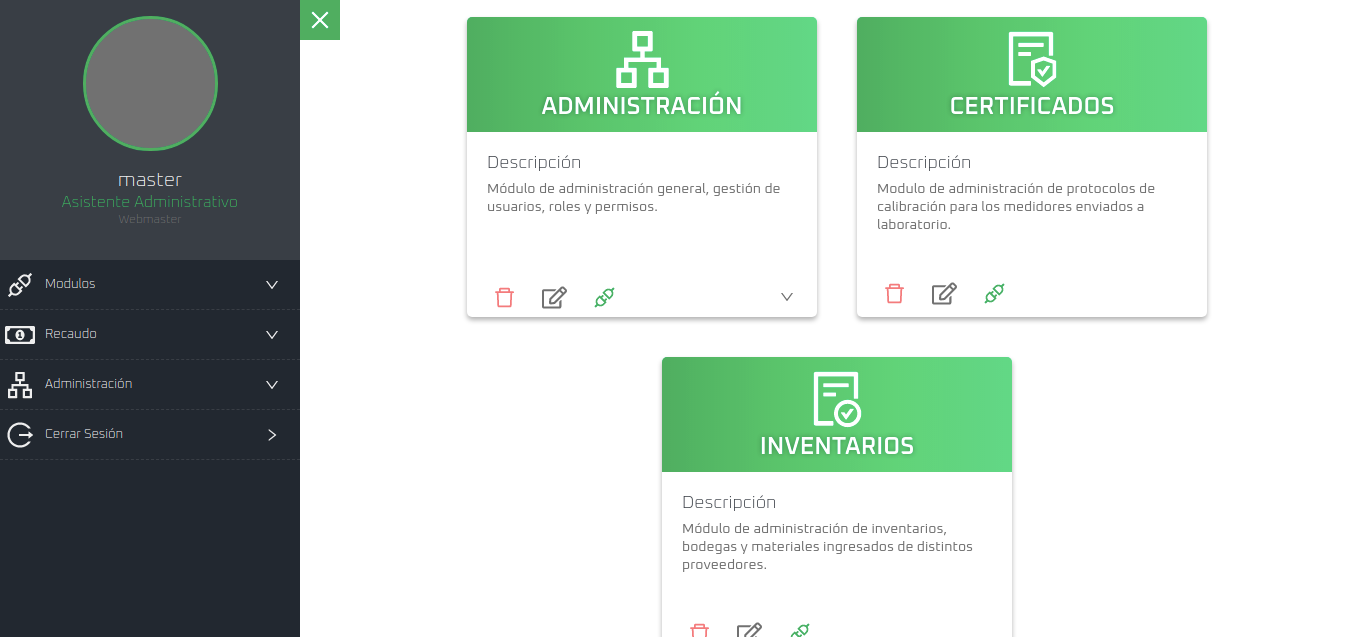 master
Asistente Administrativo
Webmaster
Modulos
Recaudo
Administración
Cerrar Sesión
ADMINISTRACIÓN
Descripción
Módulo de administración general, gestión de
usuarios, roles y permisos.
CERTIFICADOS
Descripción
Modulo de administración de protocolos de
calibración para los medidores enviados a
laboratorio.
INVENTARIOS
Descripción
Módulo de administración de inventarios,
bodegas y materiales ingresados de distintos
proveedores.